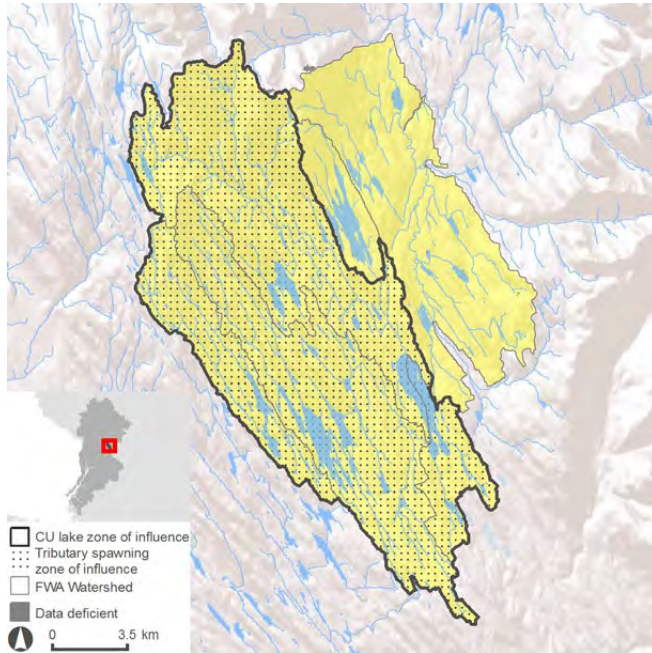 CU lake zone of influence
Tributary spawning
zone of influence
FWA Watershed
Data deficient
0 3.5 km